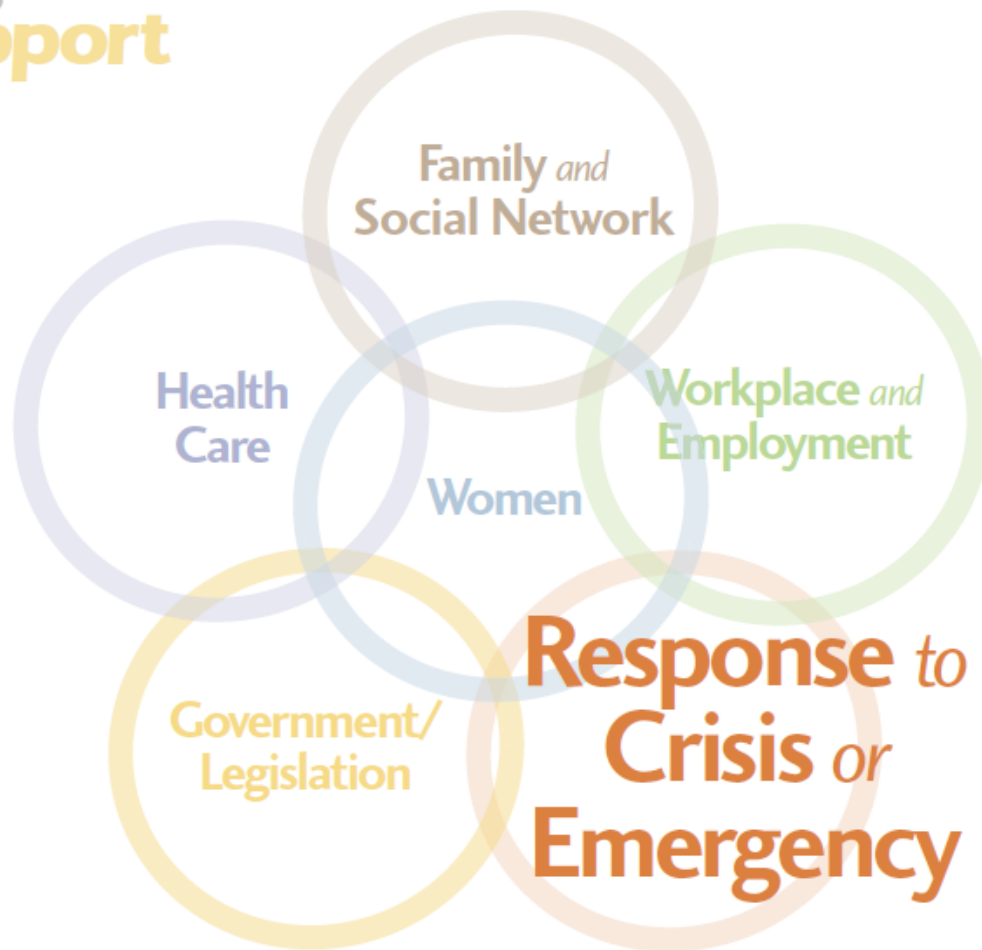 pport
Family and
Social Network
Health
Care
Workplace and
Employment
Women
Government/
Legislation
Response to
Crisis or
Emergency